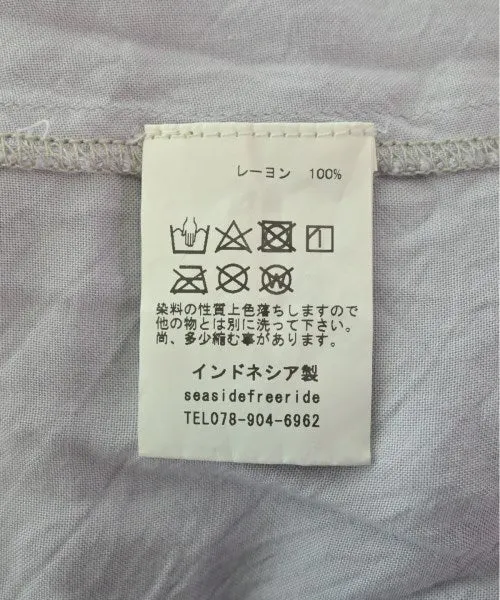 レーヨン 100%
W
染料の性質上色落ちしますので
他の物とは別に洗って下さい。
尚、多少縮む事があります。
インドネシア製
seasidefreeride
TEL078-904-6962